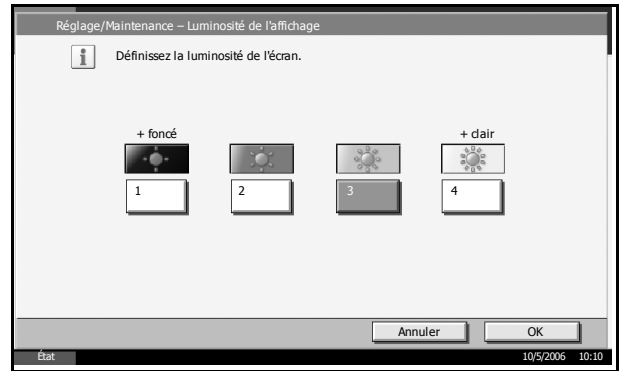 Réglage/Maintenance – Luminosité de l'affichage
Définissez la luminosité de l'écran.
+ foncé + clair
1 2 3 4
Annuler OK
État 10/5/2006 10:10